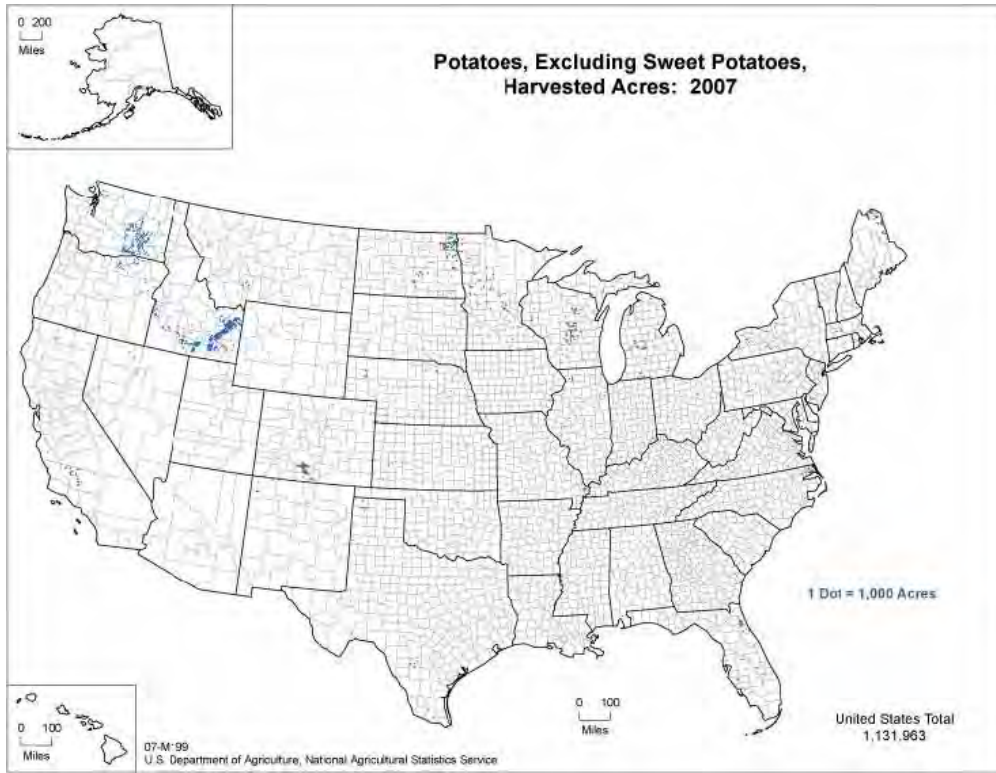 0 200
Miles
Potatoes, Excluding Sweet Potatoes,
Harvested Acres: 2007
1 Dot = 1,000 Acres
0 100
Miles
0 100
Miles
United States Total
1,131,963
07-M199
U.S. Department of Agriculture, National Agricultural Statistics Service